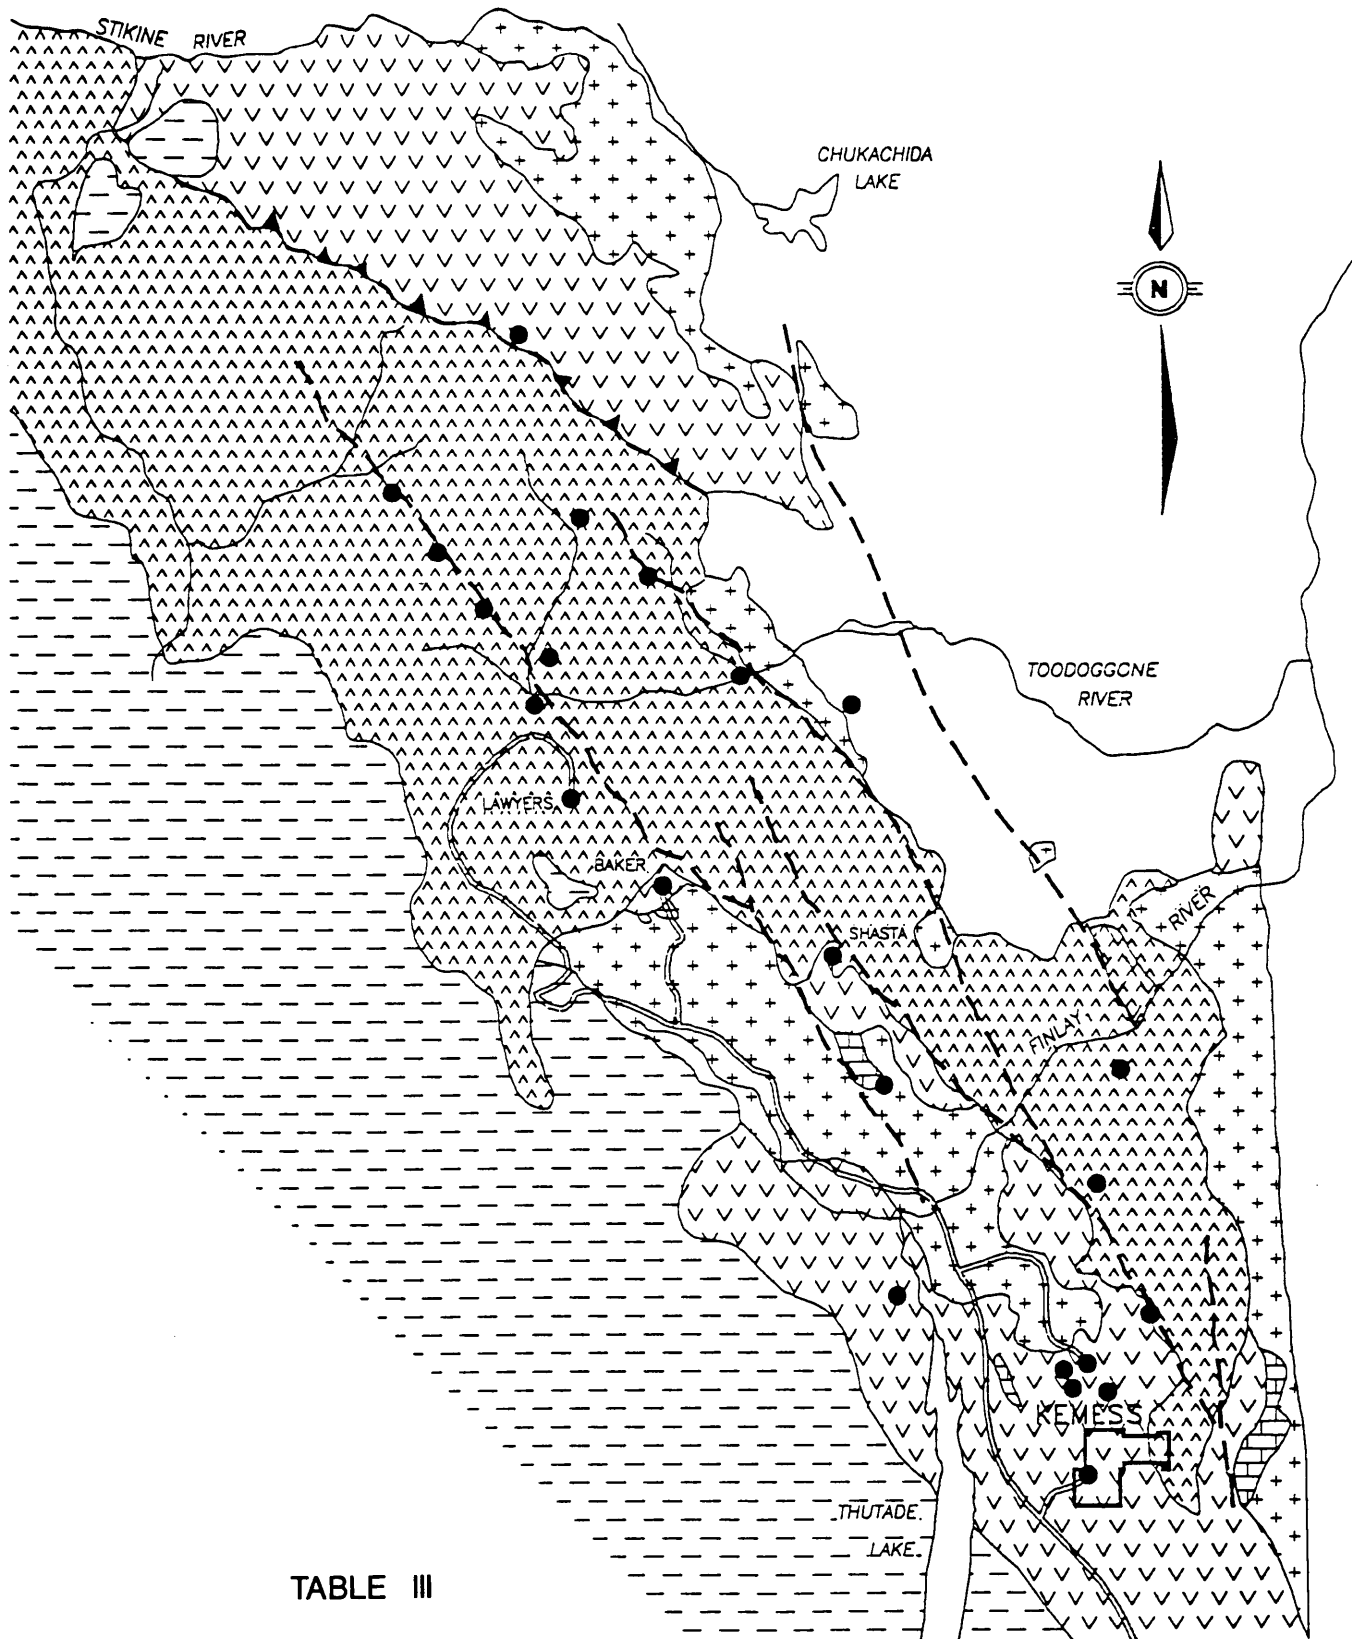 STIKINE RIVER
CHUKACHIDA
LAKE
N
TOODOGGONE
RIVER
LAWYERS
BAKER
RIVER
SHASTA
FINLAY
KEMESS
THUTADE
LAKE
TABLE III